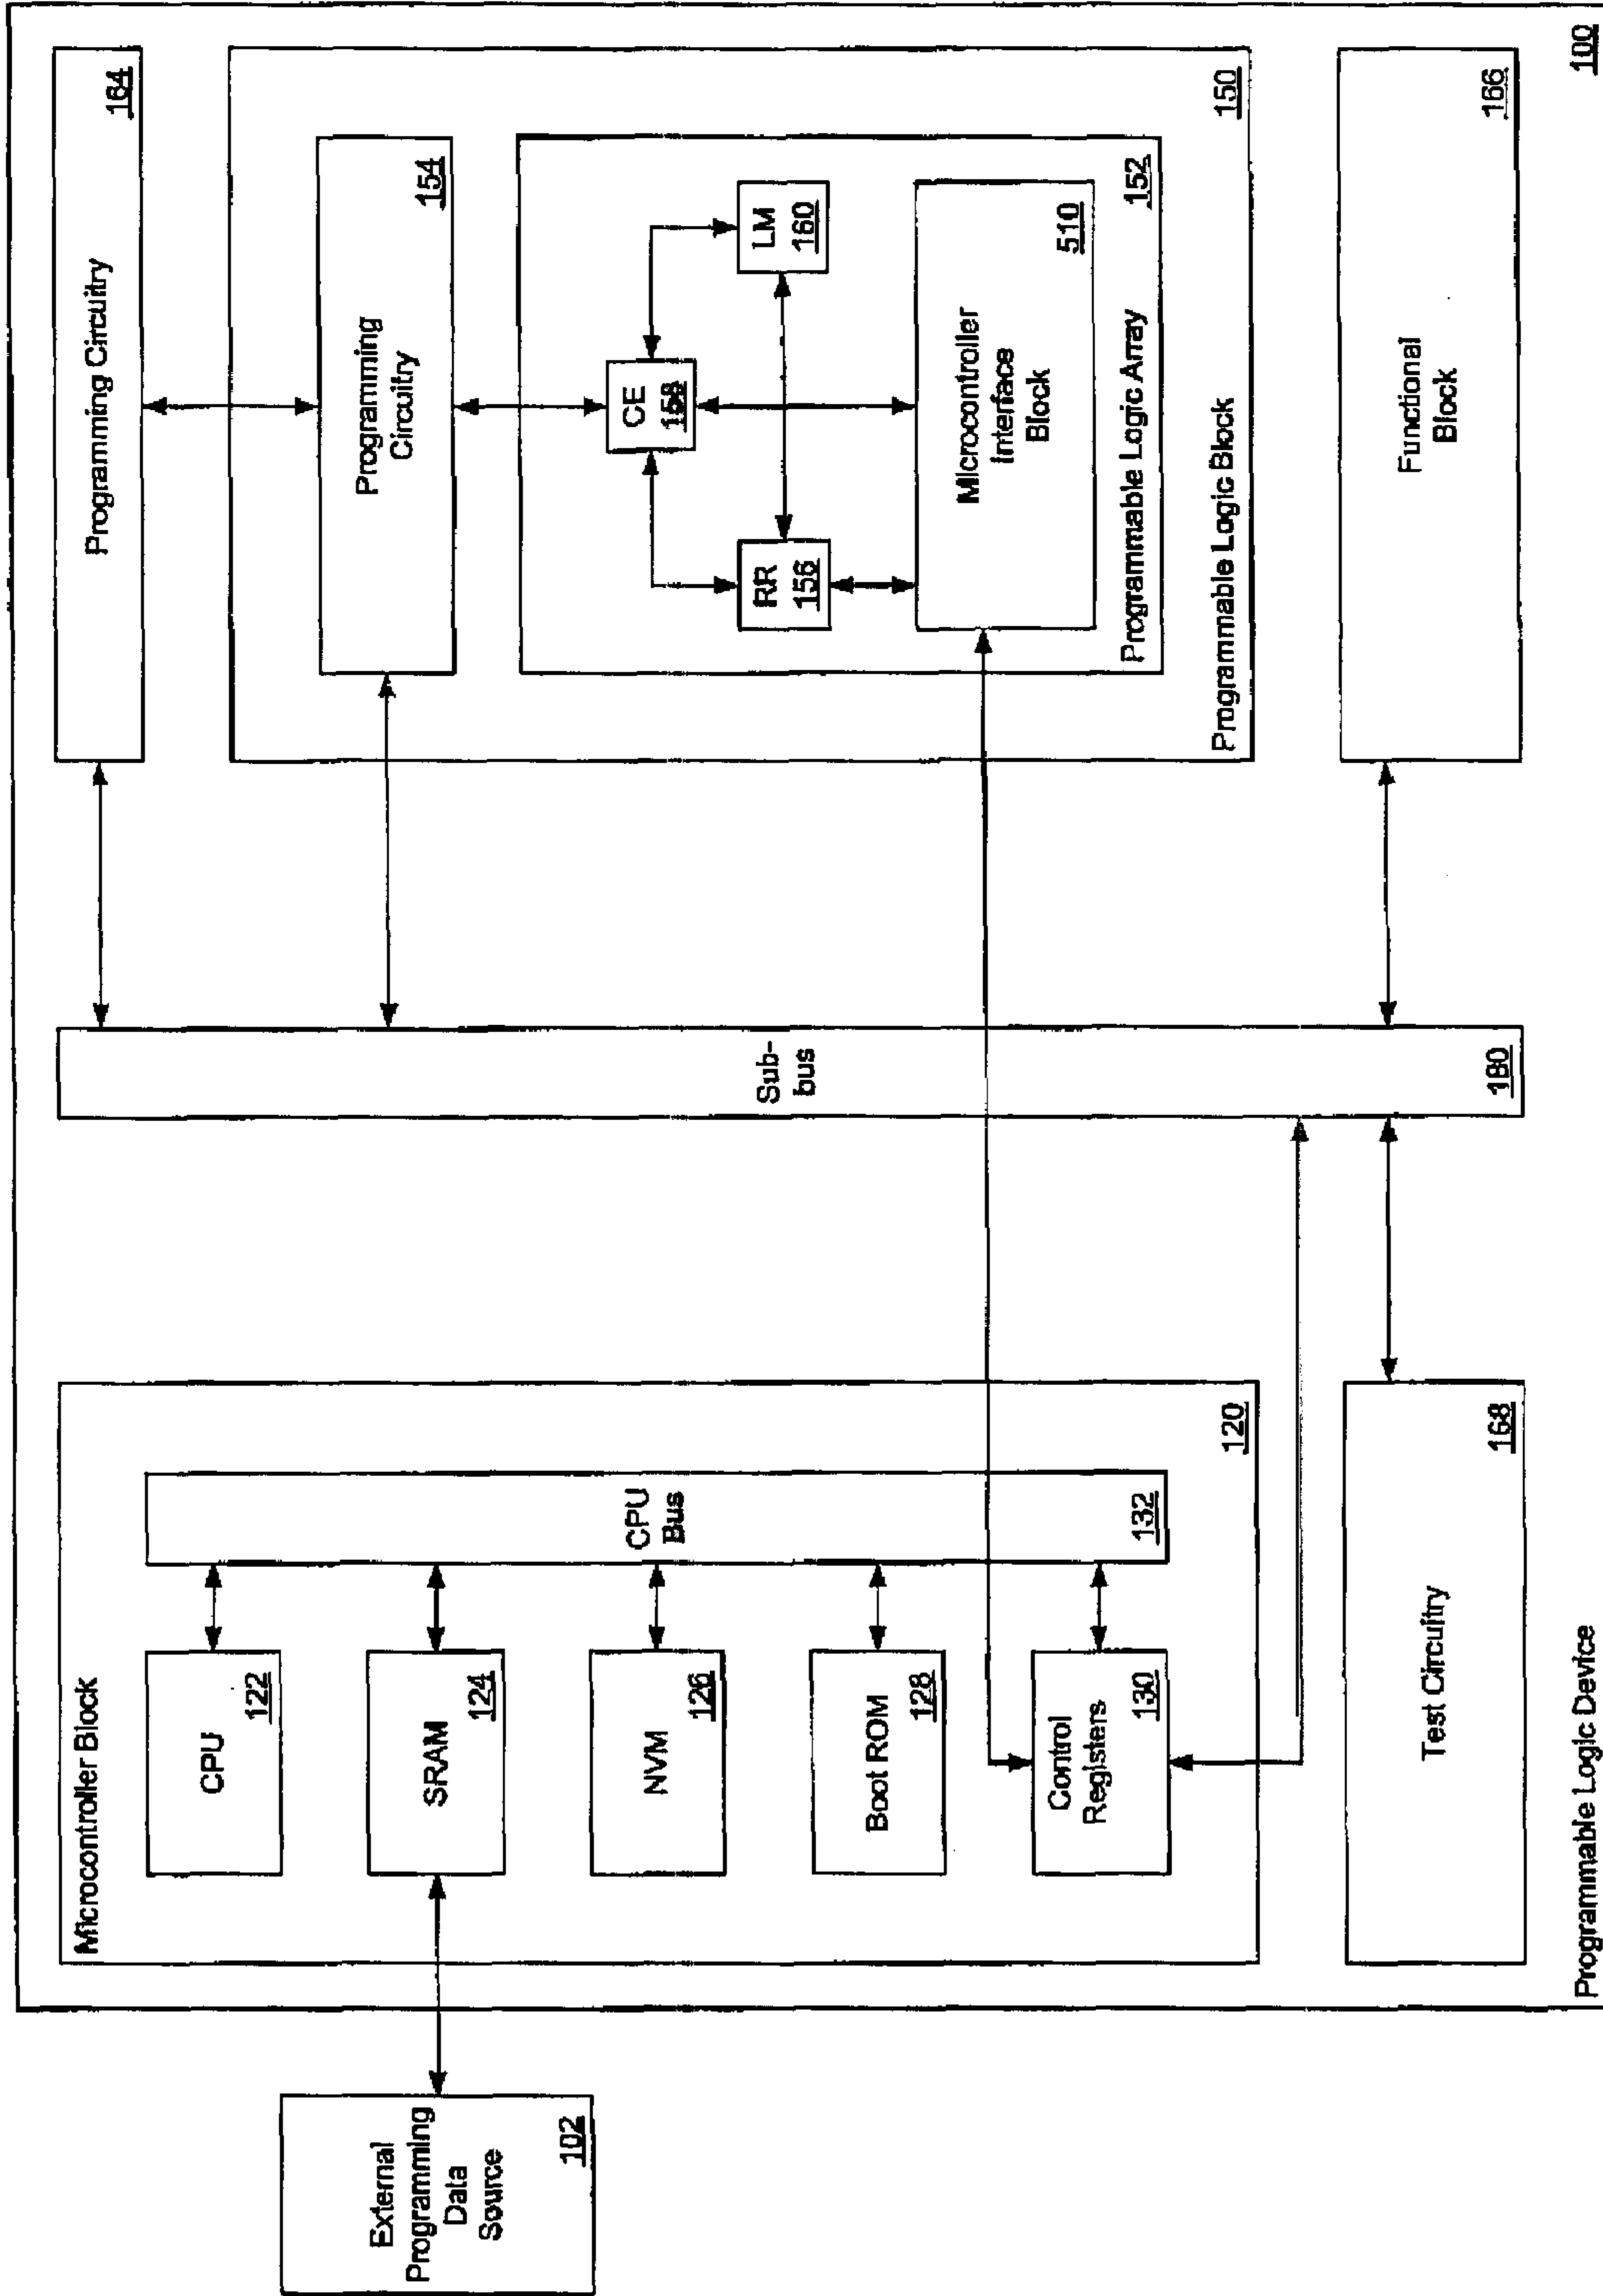 External
Programming
Data
Source
102
Microcontroller Block
CPU
122
SRAM
124
NVM
126
Boot ROM
128
Control
Registers
130
CPU
Bus
132
120
Test Circuitry
168
Sub-
bus
180
Programming Circuitry
164
Programming
Circuitry
154
CE
158
RR
156
LM
160
Microcontroller
Interface
Block
510
Programmable Logic Array
152
Programmable Logic Block
150
Functional
Block
166
Programmable Logic Device
100